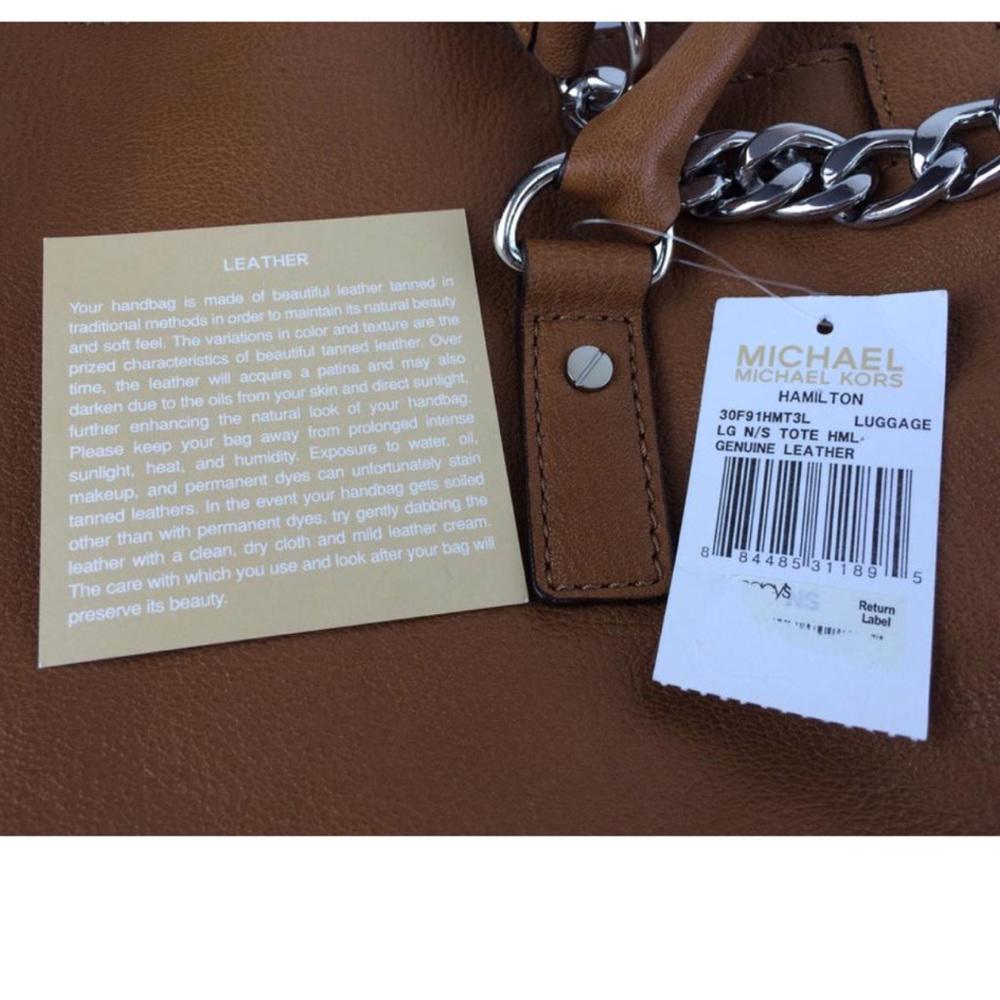 LEATHER
Your handbag is made of beautiful leather tanned in
traditional methods in order to maintain its natural beauty
and soft feel. The variations in color and texture are the
prized characteristics of beautiful tanned leather. Over
time, the leather will acquire a patina and may also
darken due to the oils from your skin and direct sunlight,
further enhancing the natural look of your handbag.
Please keep your bag away from prolonged intense
sunlight, heat, and humidity. Exposure to water, oil,
makeup, and permanent dyes can unfortunately stain
tanned leathers. In the event your handbag gets soiled
other than with permanent dyes, try gently dabbing the
leather with a clean, dry cloth and mild leather cream.
The care with which you use and look after your bag will
preserve its beauty.
MICHAEL
MICHAEL KORS
HAMILTON
30F91HMT3L LUGGAGE
LG N/S TOTE HML
GENUINE LEATHER
8 84485 31189 5
Return
Label